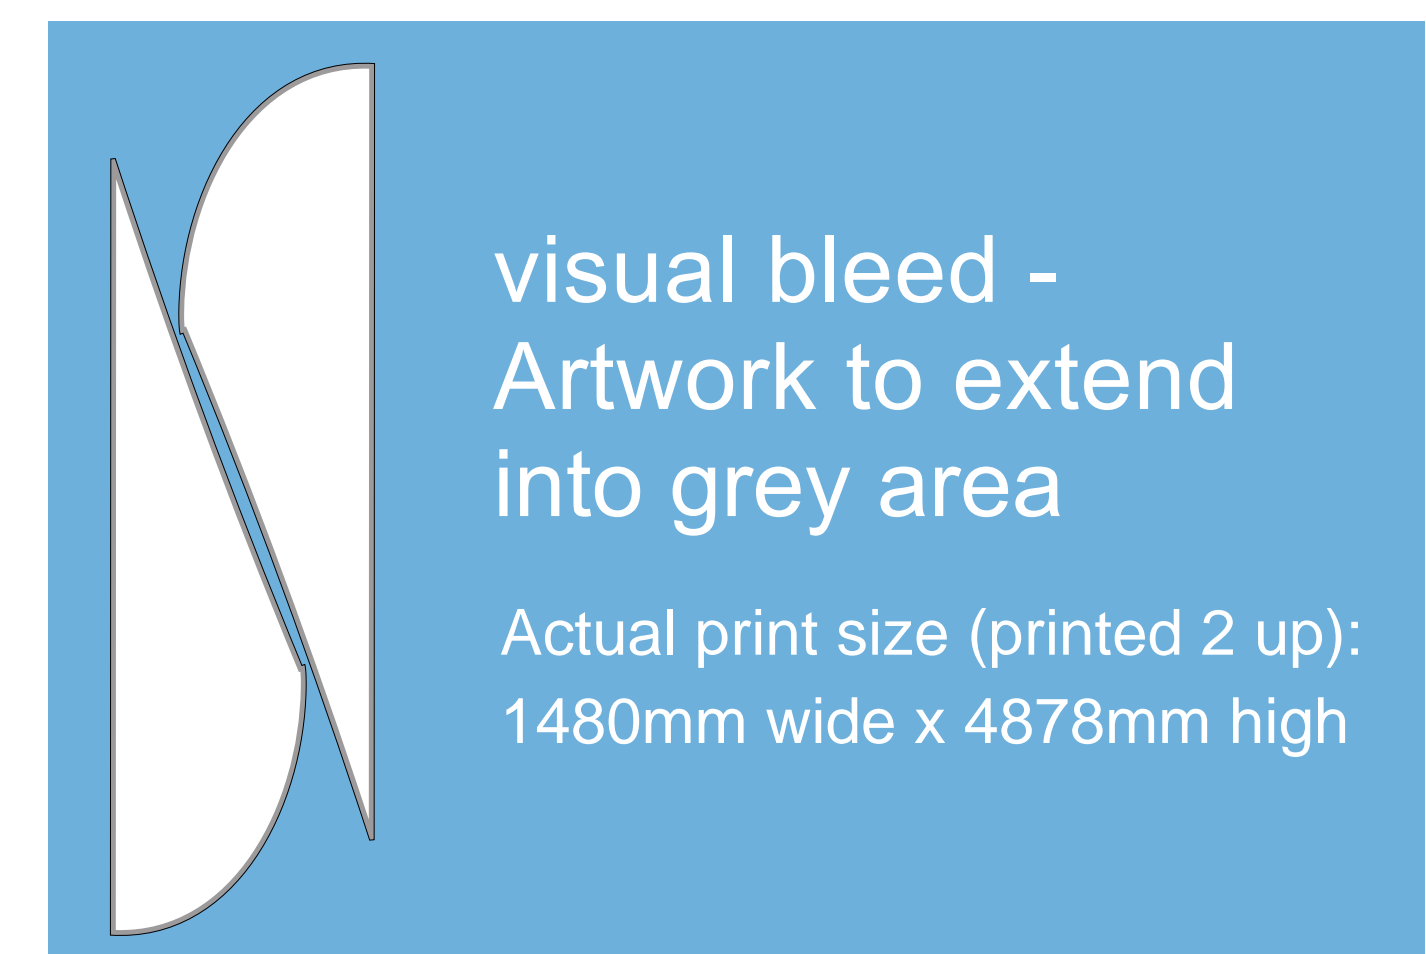 visual bleed -
Artwork to extend
into grey area
Actual print size (printed 2 up):
1480mm wide x 4878mm high